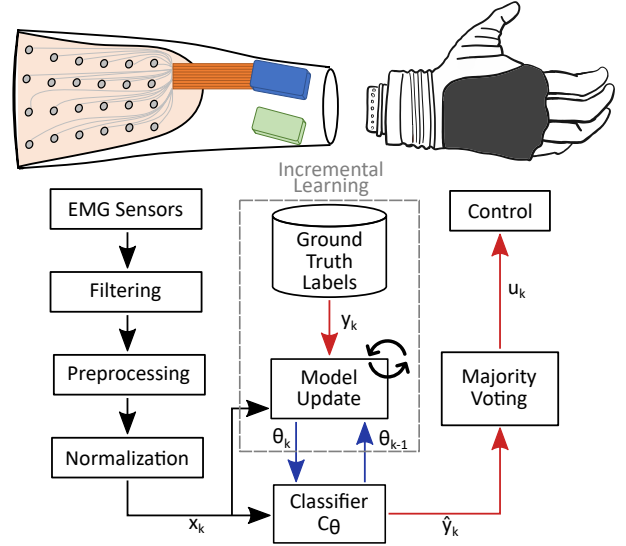 Incremental
Learning
EMG Sensors
Filtering
Preprocessing
Normalization
x_k
Ground
Truth
Labels
y_k
Model
Update
θ_k
θ_{k-1}
Classifier
C_θ
ŷ_k
Majority
Voting
u_k
Control